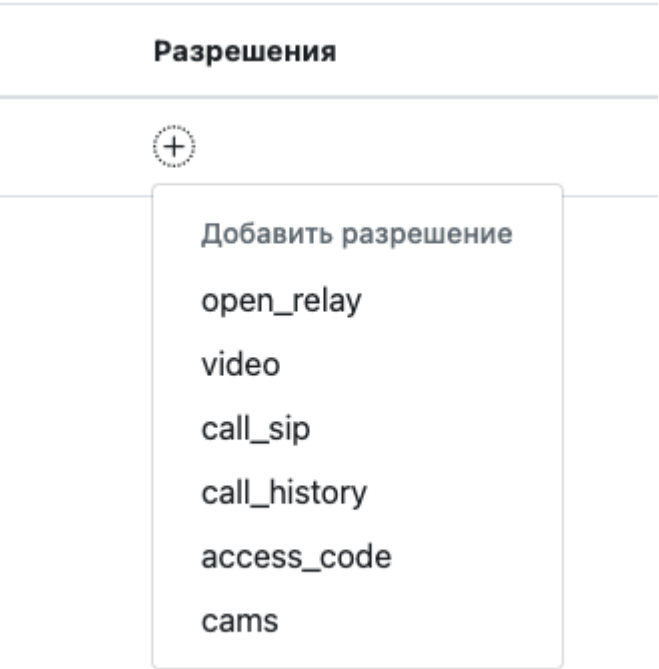 Разрешения
Добавить разрешение
open_relay
video
call_sip
call_history
access_code
cams